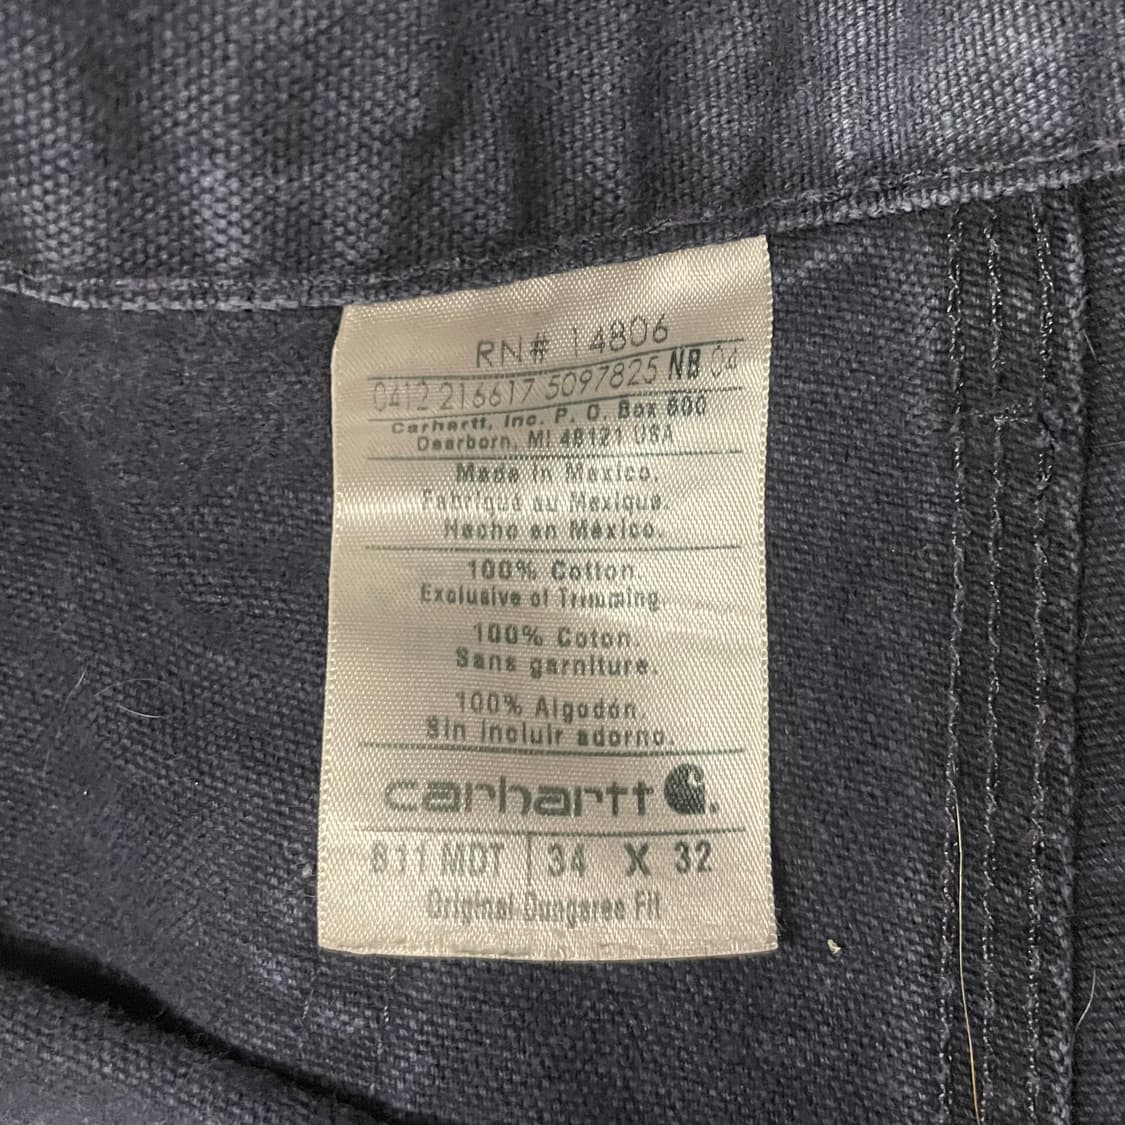 RN# 14806
0412 216617 5097825 NB 04
Carhartt, Inc. P. O. Box 600
Dearborn, MI 48121 USA
Made in Mexico.
Fabriqué au Mexique.
Hecho en México.
100% Cotton.
Exclusive of Trimming.
100% Coton.
Sans garniture.
100% Algodón.
Sin incluir adorno.
carhartt
MDT 34 X 32
Original Dungaree Fit